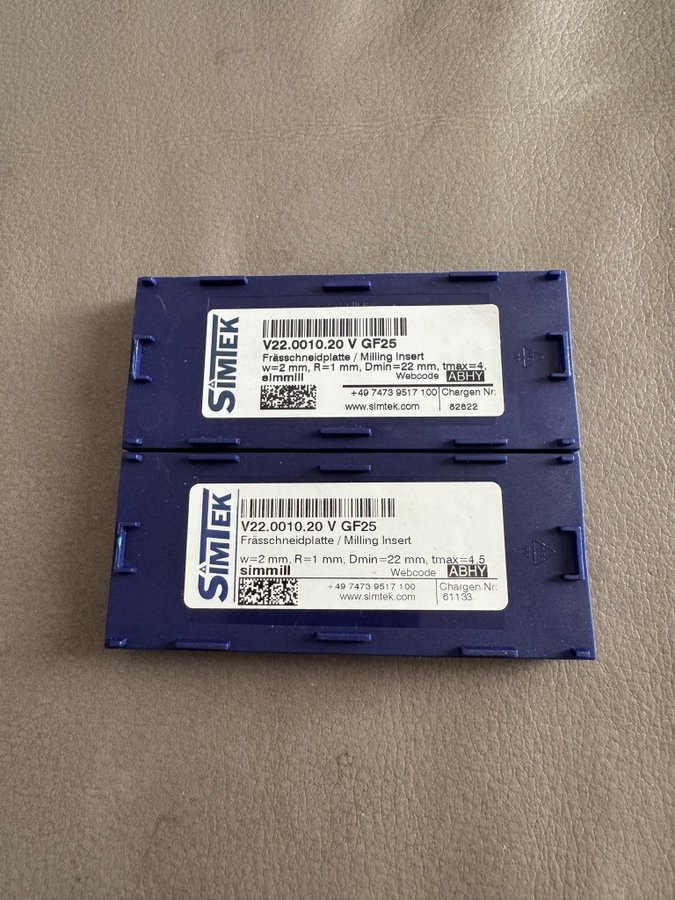 SIMTEK
V22.0010.20 V GF25
Frässchneidplatte / Milling Insert
w=2 mm, R=1 mm, Dmin=22 mm, tmax=4,
simmill Webcode ABHY
+49 7473 9517 100 Chargen Nr:
www.simtek.com 62822
SIMTEK
V22.0010.20 V GF25
Frässchneidplatte / Milling Insert
w=2 mm, R=1 mm, Dmin=22 mm, tmax=4.5
simmill Webcode ABHY
+49 7473 9517 100 Chargen Nr:
www.simtek.com 61133